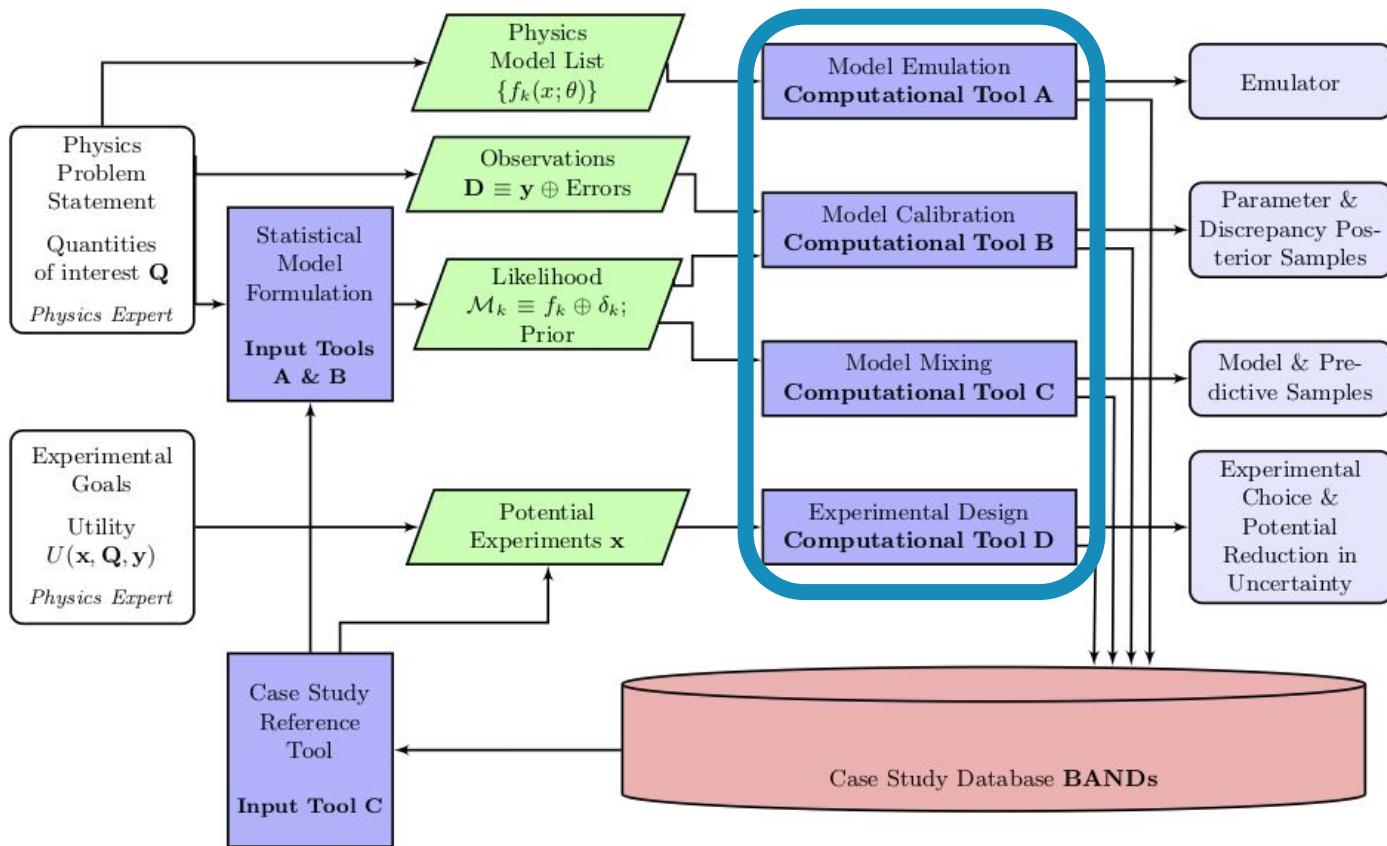 Physics
Model List
{f_k(x; θ)}
Model Emulation
Computational Tool A
Emulator
Physics
Problem
Statement
Quantities
of interest Q
Physics Expert
Observations
D ≡ y ⊕ Errors
Statistical
Model
Formulation
Input Tools
A & B
Likelihood
ℳ_k ≡ f_k ⊕ δ_k;
Prior
Model Calibration
Computational Tool B
Parameter &
Discrepancy Pos-
terior Samples
Model Mixing
Computational Tool C
Model & Pre-
dictive Samples
Experimental
Goals
Utility
U(x, Q, y)
Physics Expert
Potential
Experiments x
Experimental Design
Computational Tool D
Experimental
Choice &
Potential
Reduction in
Uncertainty
Case Study
Reference
Tool
Input Tool C
Case Study Database BANDs